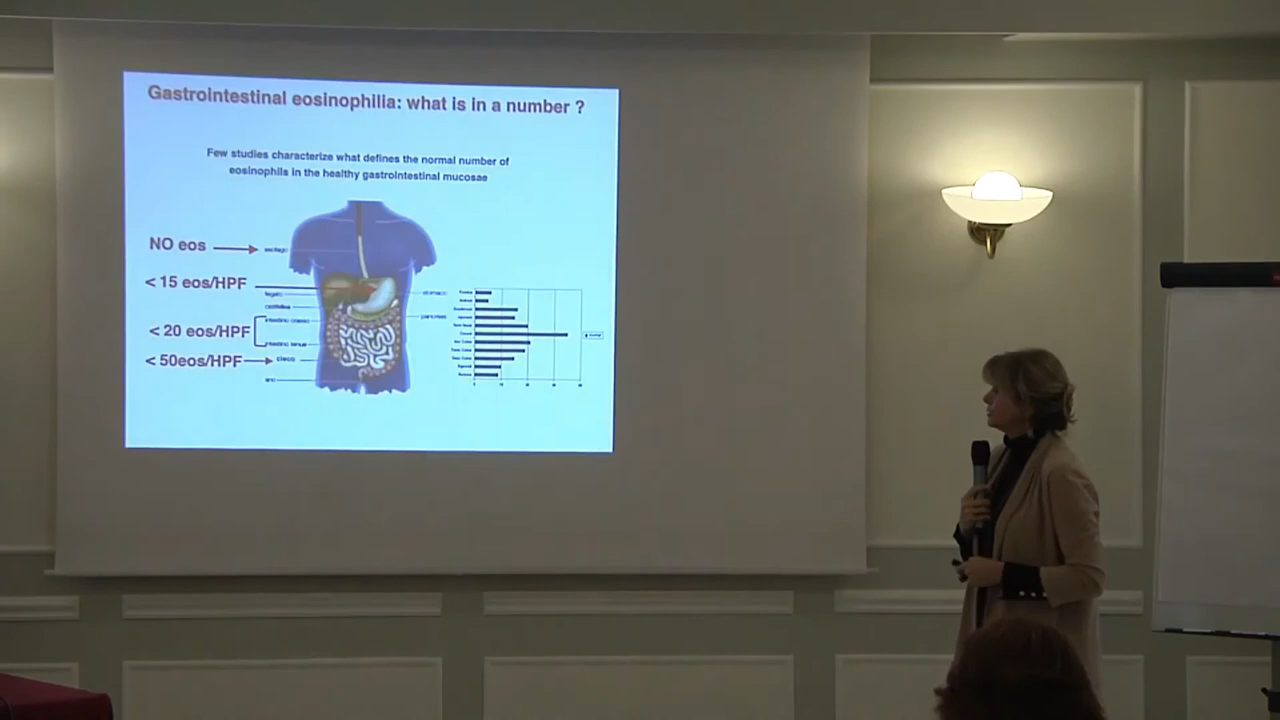 Gastrointestinal eosinophilia: what is in a number ?
Few studies characterize what defines the normal number of
eosinophils in the healthy gastrointestinal mucosae
NO eos
esofago
< 15 eos/HPF
fegato
stomaco
cistifellea
pancreas
intestino crasso
< 20 eos/HPF
intestino tenue
< 50eos/HPF
cieco
ano